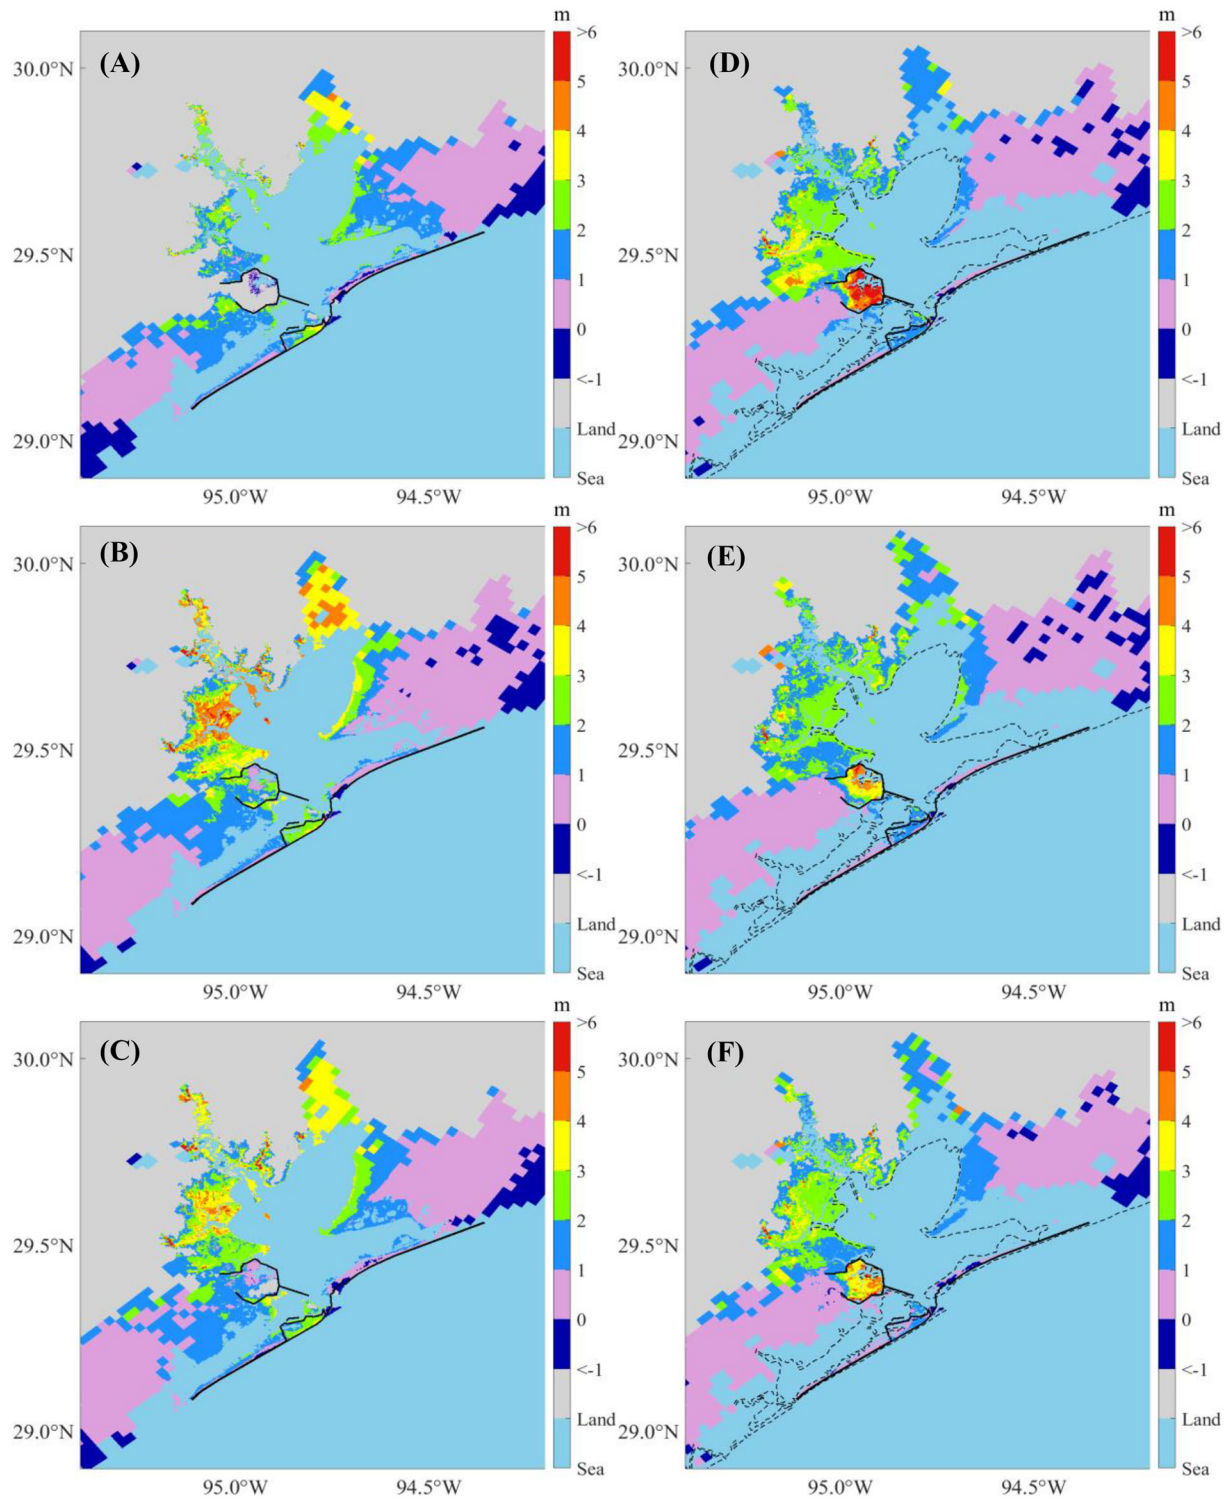 m
m
(A)
30.0°N
29.5°N
29.0°N
95.0°W
94.5°W
>6
5
4
3
2
1
0
<-1
Land
Sea
(D)
30.0°N
29.5°N
29.0°N
95.0°W
94.5°W
>6
5
4
3
2
1
0
<-1
Land
Sea
m
m
(B)
30.0°N
29.5°N
29.0°N
95.0°W
94.5°W
>6
5
4
3
2
1
0
<-1
Land
Sea
(E)
30.0°N
29.5°N
29.0°N
95.0°W
94.5°W
>6
5
4
3
2
1
0
<-1
Land
Sea
m
m
(C)
30.0°N
29.5°N
29.0°N
95.0°W
94.5°W
>6
5
4
3
2
1
0
<-1
Land
Sea
(F)
30.0°N
29.5°N
29.0°N
95.0°W
94.5°W
>6
5
4
3
2
1
0
<-1
Land
Sea